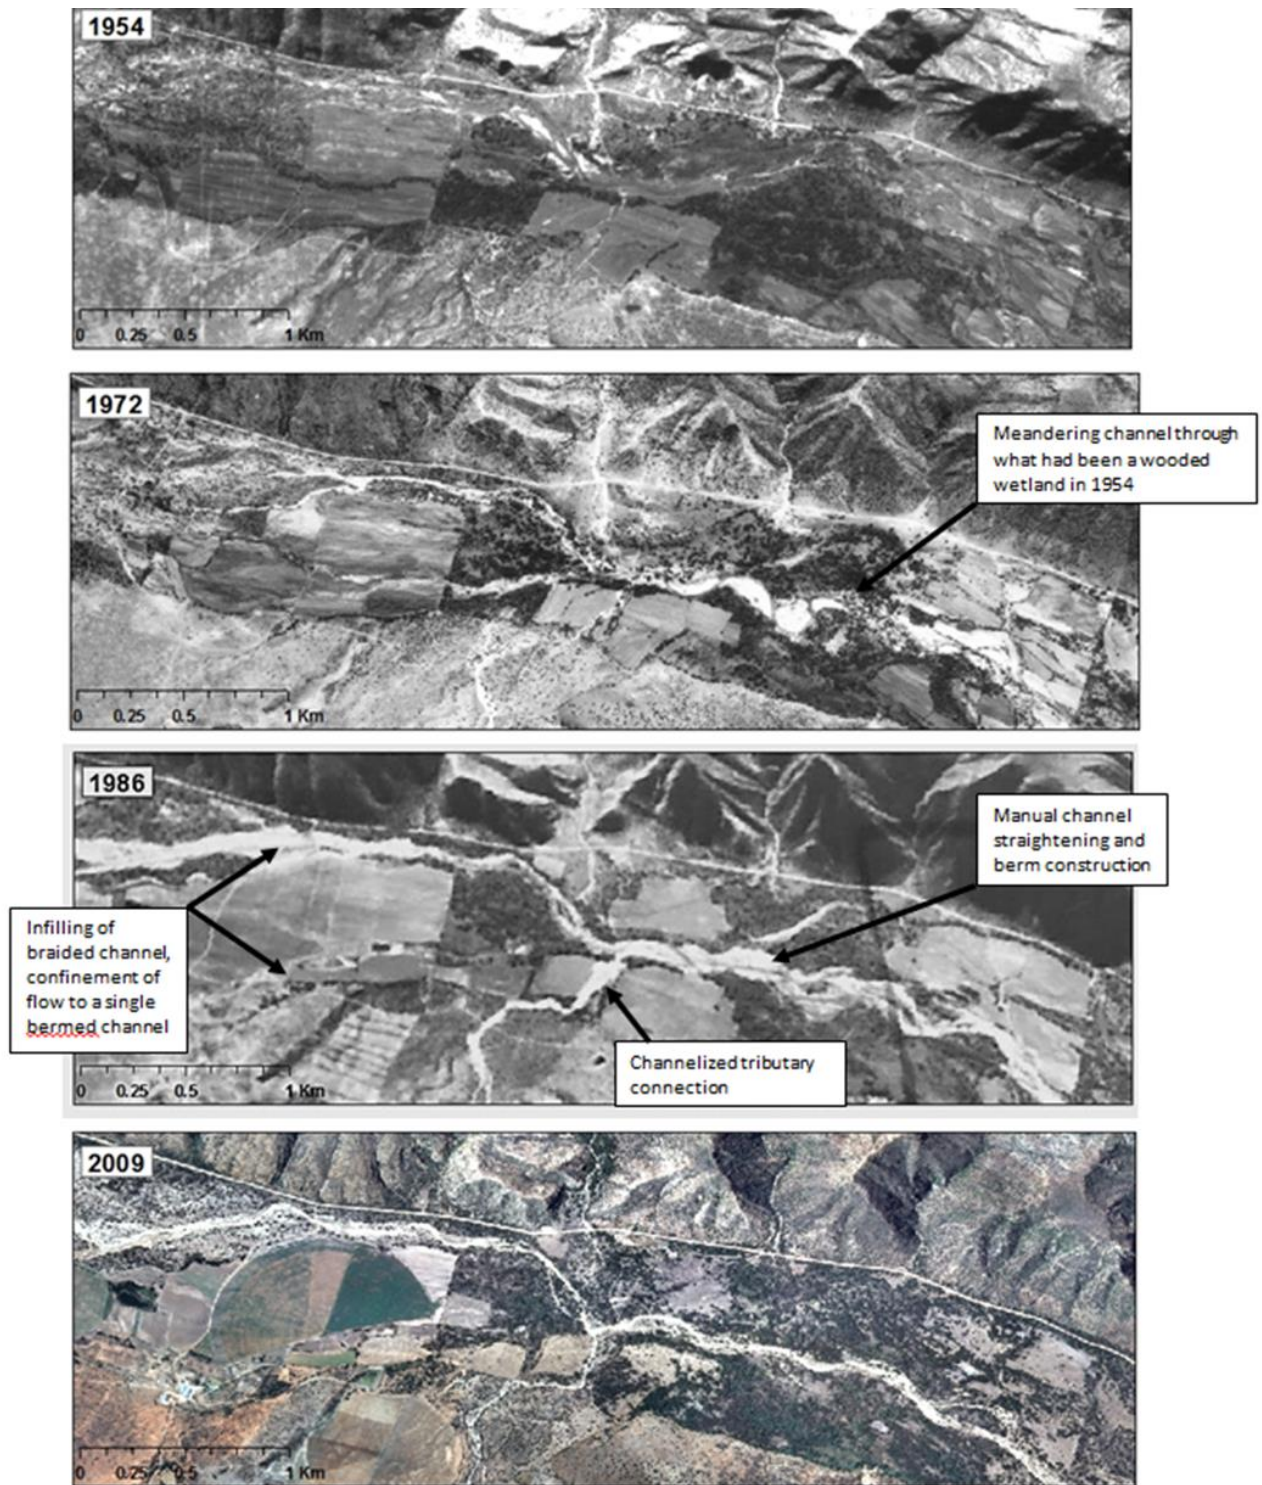 1954
0 0.25 0.5 1 Km
1972
Meandering channel through
what had been a wooded
wetland in 1954
0 0.25 0.5 1 Km
1986
Manual channel
straightening and
berm construction
Infilling of
braided channel,
confinement of
flow to a single
bermed channel
Channelized tributary
connection
0 0.25 0.5 1 Km
2009
0 0.25 0.5 1 Km